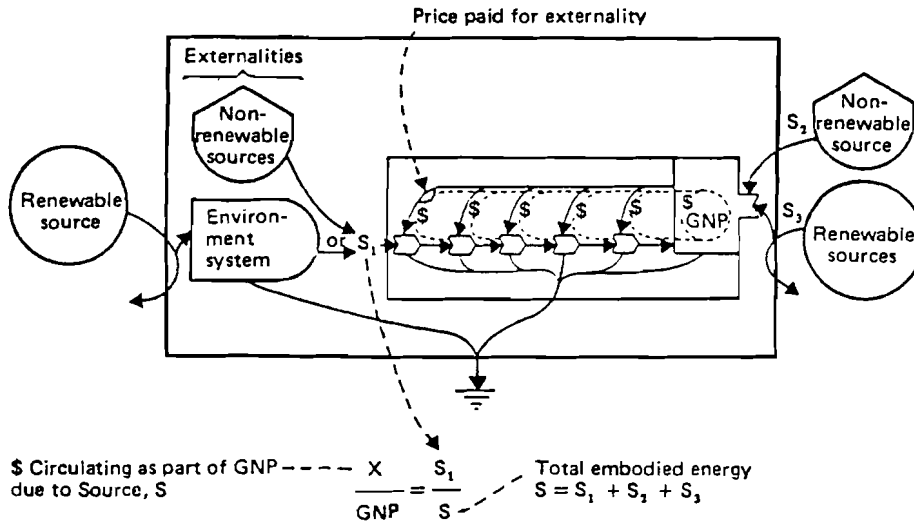 Price paid for externality
Externalities
Non-
renewable
sources
Renewable
source
Environ-
ment
system
or
S
$
$
$
$
$
$
GNP
S₂
Non-
renewable
source
S₃
Renewable
sources
$ Circulating as part of GNP
due to Source, S
X
GNP
=
S₁
S
Total embodied energy
S = S₁ + S₂ + S₃